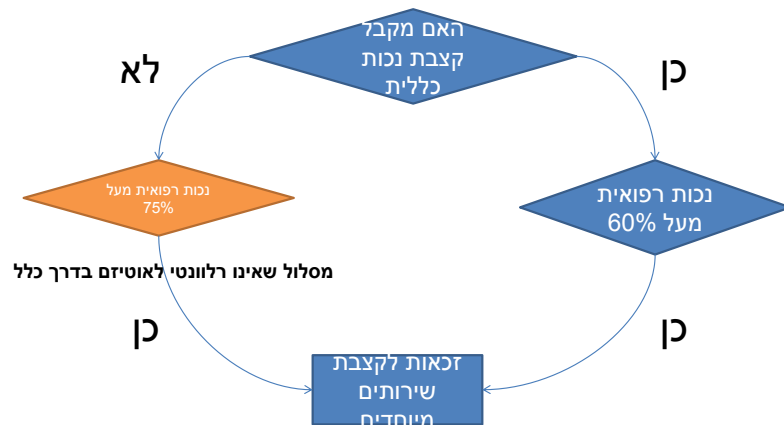 האם מקבל
קצבת נכות
כללית
כן
לא
נכות רפואית
מעל 60%
נכות רפואית מעל
75%
מסלול שאינו רלוונטי לאוטיזם בדרך כלל
כן
כן
זכאות לקצבת
שירותים
מיוחדים